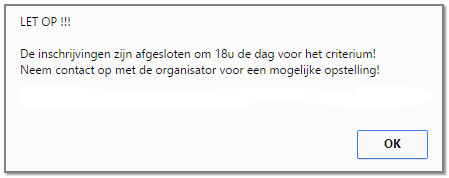 LET OP !!!
De inschrijvingen zijn afgesloten om 18u de dag voor het criterium!
Neem contact op met de organisator voor een mogelijke opstelling!
OK